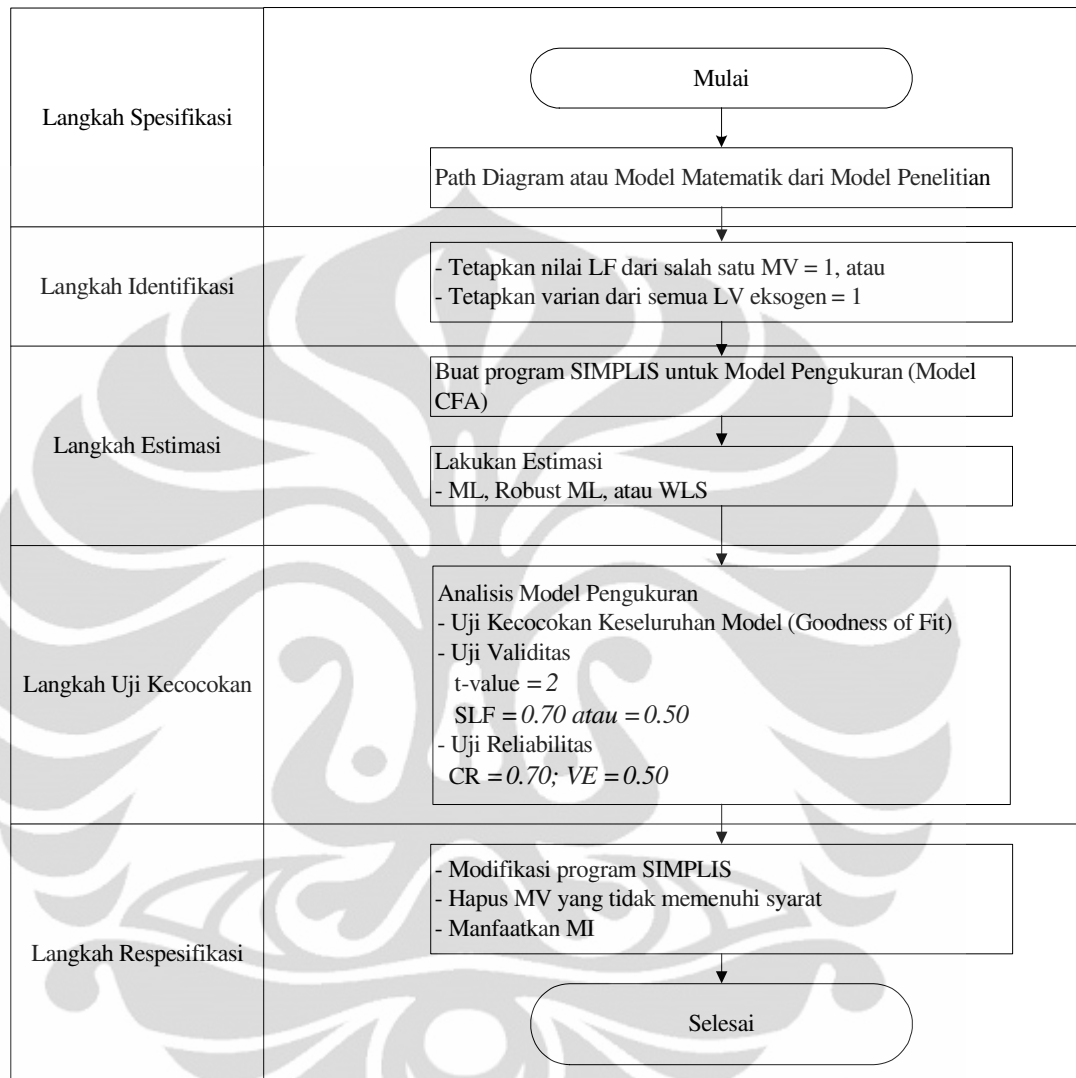 Langkah Spesifikasi
Mulai
Path Diagram atau Model Matematik dari Model Penelitian
Langkah Identifikasi
- Tetapkan nilai LF dari salah satu MV = 1, atau
- Tetapkan varian dari semua LV eksogen = 1
Langkah Estimasi
Buat program SIMPLIS untuk Model Pengukuran (Model
CFA)
Lakukan Estimasi
- ML, Robust ML, atau WLS
Langkah Uji Kecocokan
Analisis Model Pengukuran
- Uji Kecocokan Keseluruhan Model (Goodness of Fit)
- Uji Validitas
t-value = 2
SLF = 0.70 atau = 0.50
- Uji Reliabilitas
CR = 0.70; VE = 0.50
Langkah Respesifikasi
- Modifikasi program SIMPLIS
- Hapus MV yang tidak memenuhi syarat
- Manfaatkan MI
Selesai